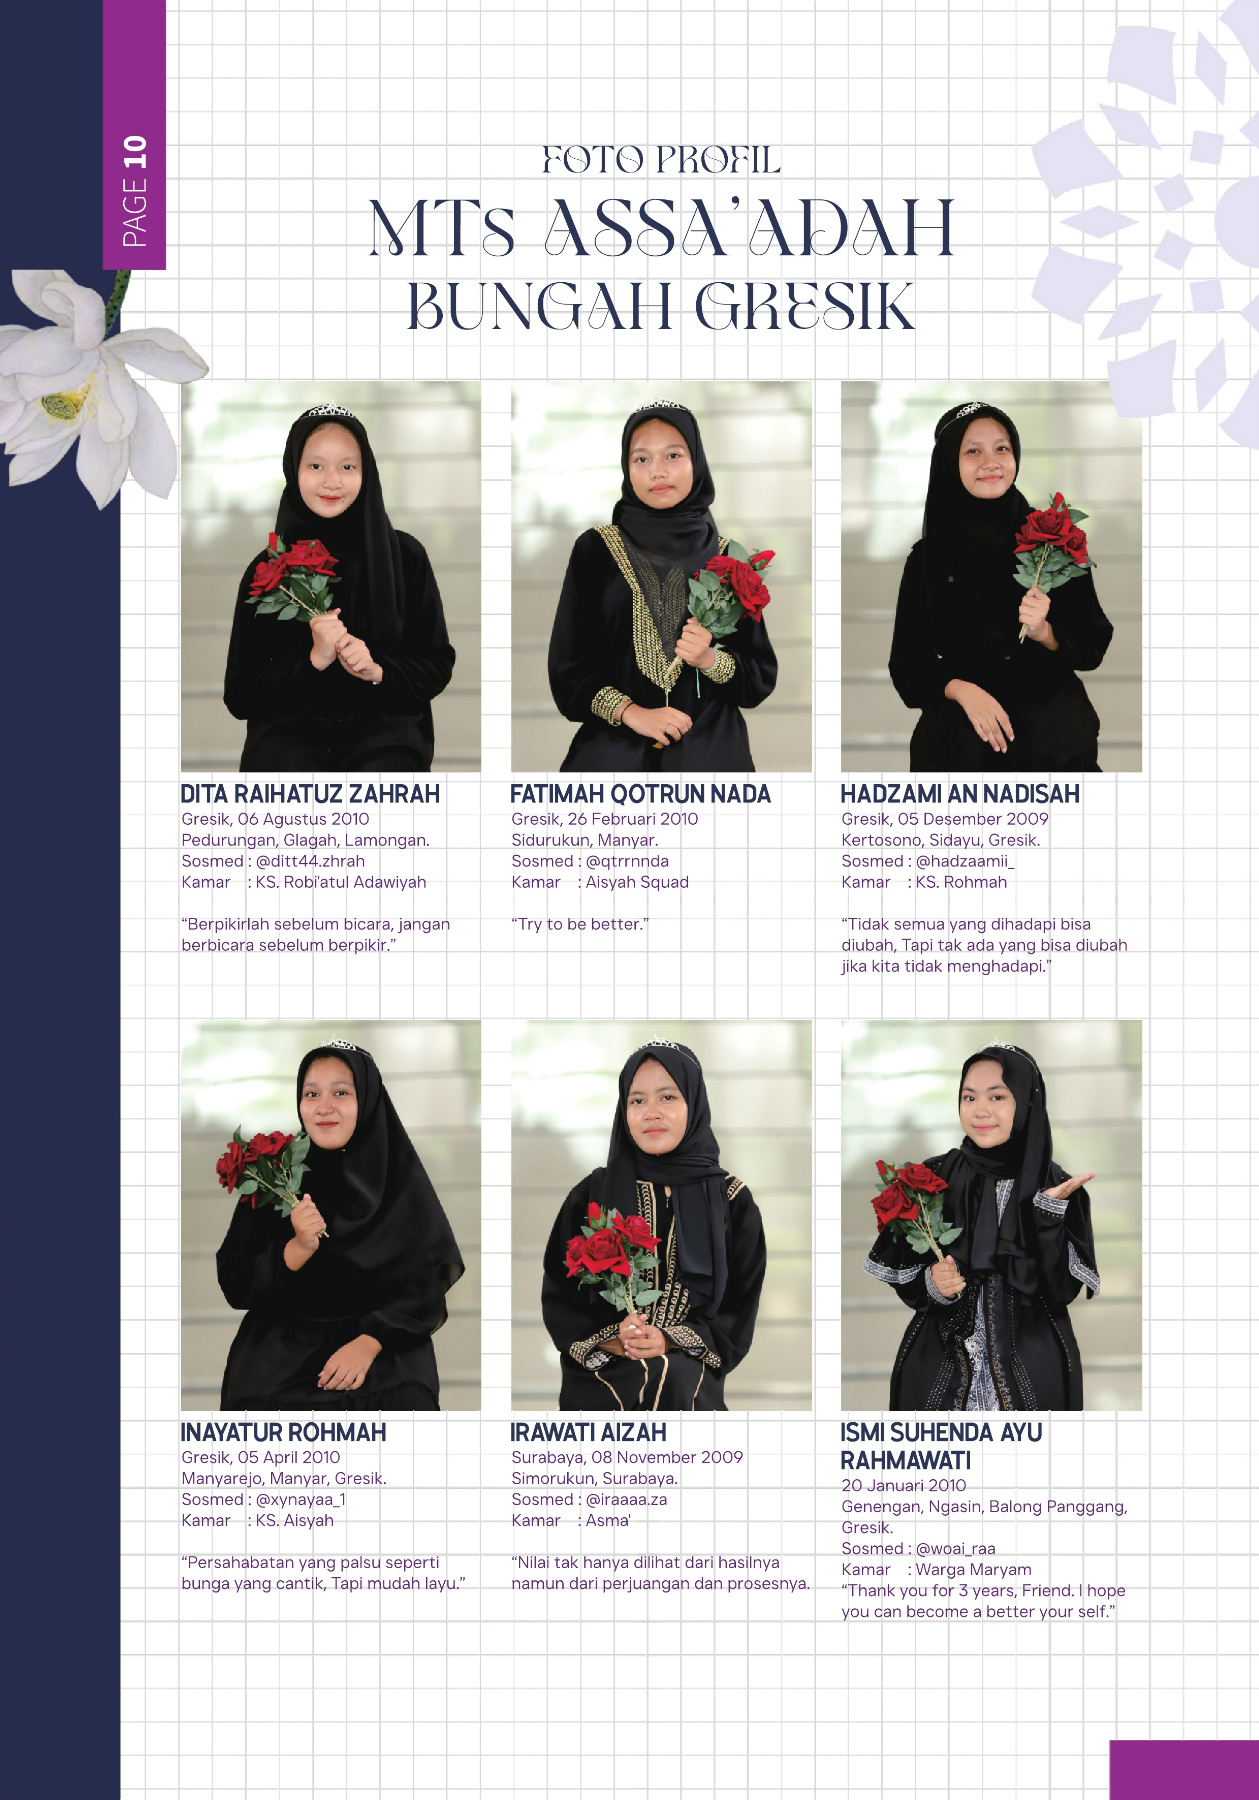 PAGE 10
FOTO PROFIL
MTs ASSA'ADAH
BUNGAH GRESIK
DITA RAIHATUZ ZAHRAH
Gresik, 06 Agustus 2010
Pedurungan, Glagah, Lamongan.
Sosmed : @ditt44.zhrah
Kamar : KS. Robi'atul Adawiyah
“Berpikirlah sebelum bicara, jangan
berbicara sebelum berpikir.”
FATIMAH QOTRUN NADA
Gresik, 26 Februari 2010
Sidurukun, Manyar.
Sosmed : @qtrrnnda
Kamar : Aisyah Squad
“Try to be better.”
HADZAMI AN NADISAH
Gresik, 05 Desember 2009
Kertosono, Sidayu, Gresik.
Sosmed : @hadzaamii_
Kamar : KS. Rohmah
“Tidak semua yang dihadapi bisa
diubah, Tapi tak ada yang bisa diubah
jika kita tidak menghadapi.”
INAYATUR ROHMAH
Gresik, 05 April 2010
Manyarejo, Manyar, Gresik.
Sosmed : @xynayaa_1
Kamar : KS. Aisyah
“Persahabatan yang palsu seperti
bunga yang cantik, Tapi mudah layu.”
IRAWATI AIZAH
Surabaya, 08 November 2009
Simorukun, Surabaya.
Sosmed : @iraaaa.za
Kamar : Asma'
“Nilai tak hanya dilihat dari hasilnya
namun dari perjuangan dan prosesnya.
ISMI SUHENDA AYU
RAHMAWATI
20 Januari 2010
Genengan, Ngasin, Balong Panggang,
Gresik.
Sosmed : @woai_raa
Kamar : Warga Maryam
“Thank you for 3 years, Friend. I hope
you can become a better your self.”